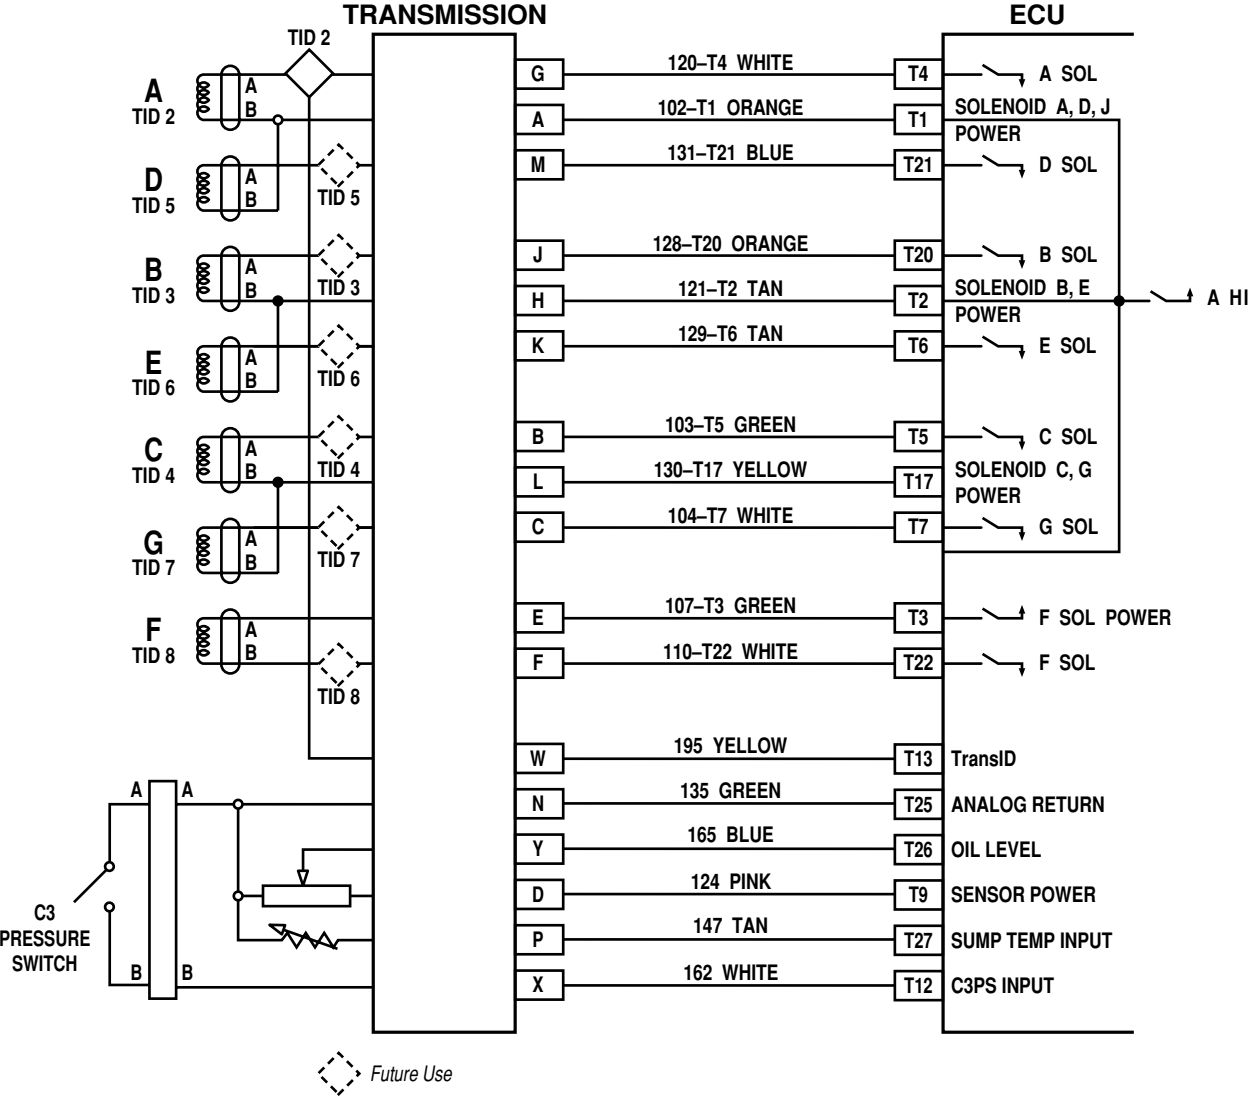 TRANSMISSION ECU
TID 2
A
TID 2
A
B
G 120–T4 WHITE T4 A SOL
A 102–T1 ORANGE T1 SOLENOID A, D, J
POWER
D
TID 5
A
B
TID 5
M 131–T21 BLUE T21 D SOL
B
TID 3
A
B
TID 3
J 128–T20 ORANGE T20 B SOL
H 121–T2 TAN T2 SOLENOID B, E
POWER
A HI
E
TID 6
A
B
TID 6
K 129–T6 TAN T6 E SOL
C
TID 4
A
B
TID 4
B 103–T5 GREEN T5 C SOL
L 130–T17 YELLOW T17 SOLENOID C, G
POWER
G
TID 7
A
B
TID 7
C 104–T7 WHITE T7 G SOL
F
TID 8
A
B
TID 8
E 107–T3 GREEN T3 F SOL POWER
F 110–T22 WHITE T22 F SOL
W 195 YELLOW T13 TransID
A A
N 135 GREEN T25 ANALOG RETURN
Y 165 BLUE T26 OIL LEVEL
D 124 PINK T9 SENSOR POWER
C3
PRESSURE
SWITCH
P 147 TAN T27 SUMP TEMP INPUT
B B
X 162 WHITE T12 C3PS INPUT
Future Use